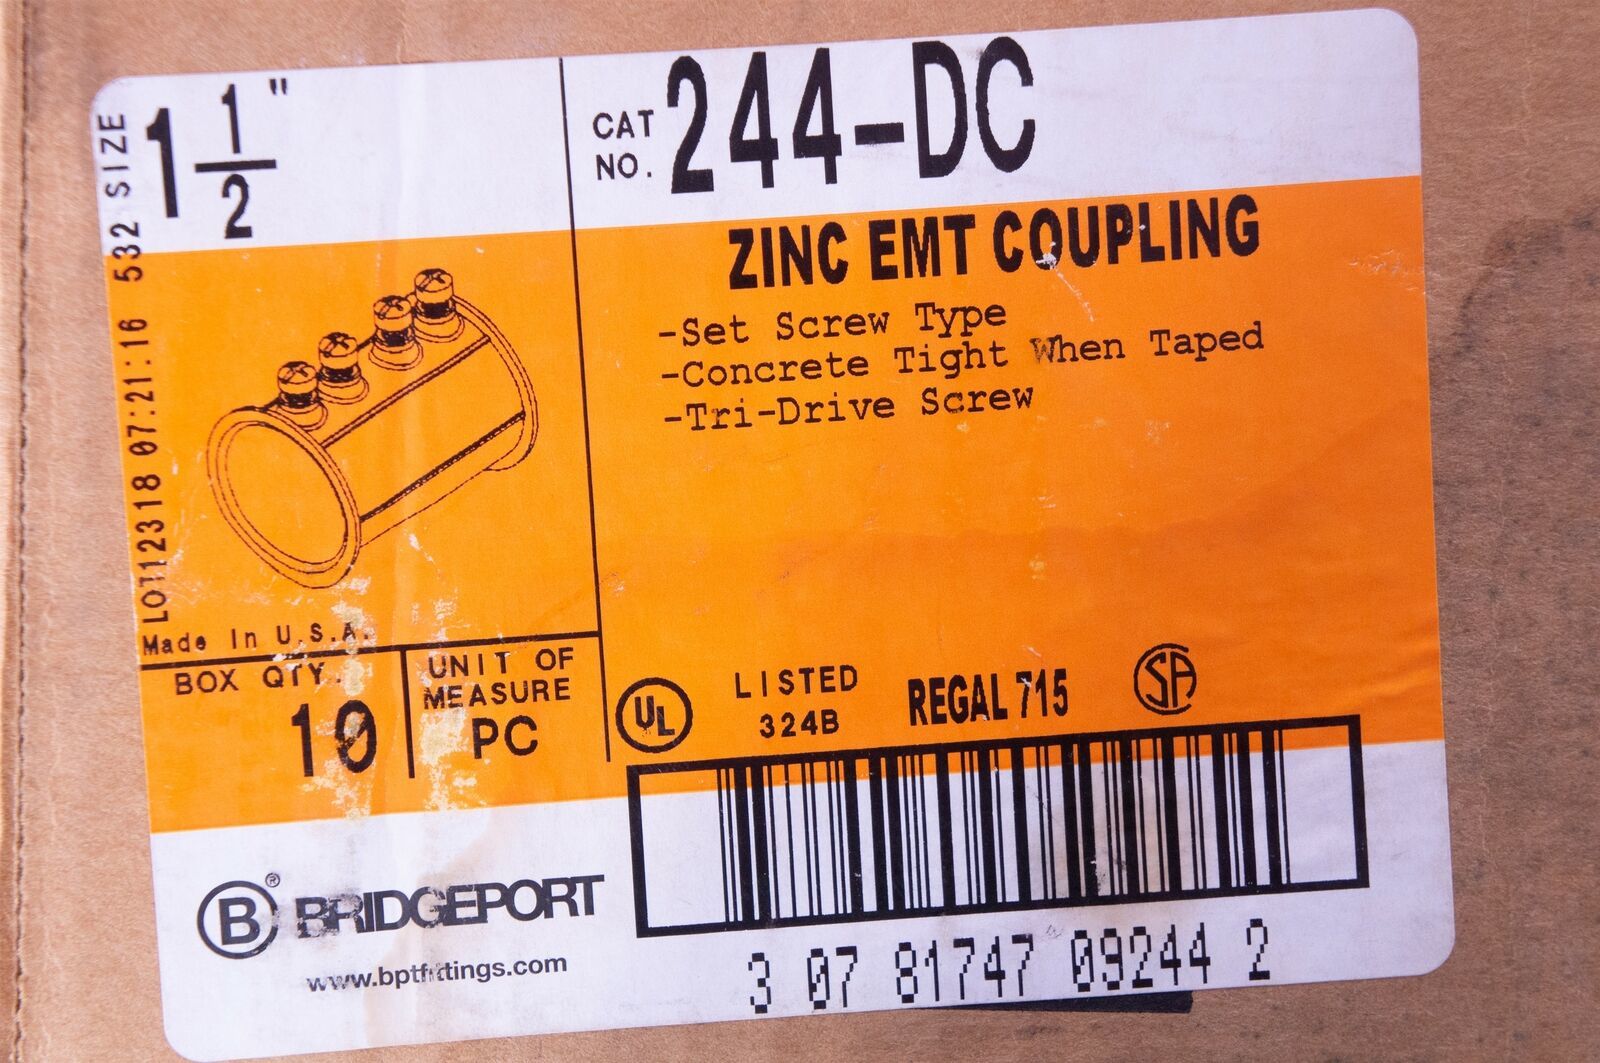 SIZE
1 1/2"
CAT NO. 244-DC
ZINC EMT COUPLING
-Set Screw Type
-Concrete Tight When Taped
-Tri-Drive Screw
LOT12318 07:21:16 532
Made In U.S.A.
BOX QTY.
10
UNIT OF
MEASURE
PC
UL
LISTED
324B
REGAL 715
SA
B® BRIDGEPORT
www.bptfittings.com
3 07 81747 09244 2